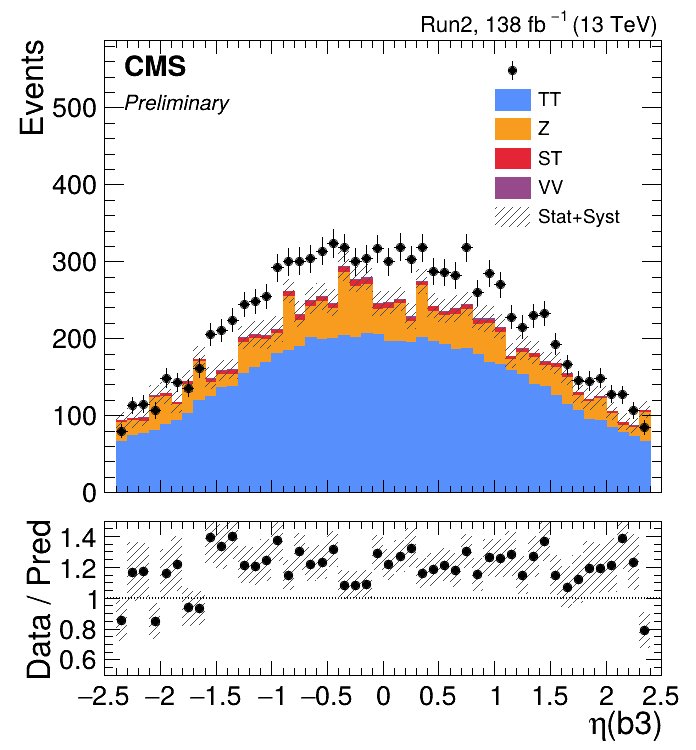 Run2, 138 fb⁻¹ (13 TeV)
CMS
Preliminary
Events
500
400
300
200
100
0
TT
Z
ST
VV
Stat+Syst
Data / Pred
1.4
1.2
1
0.8
0.6
−2.5 −2 −1.5 −1 −0.5 0 0.5 1 1.5 2 2.5
η(b3)